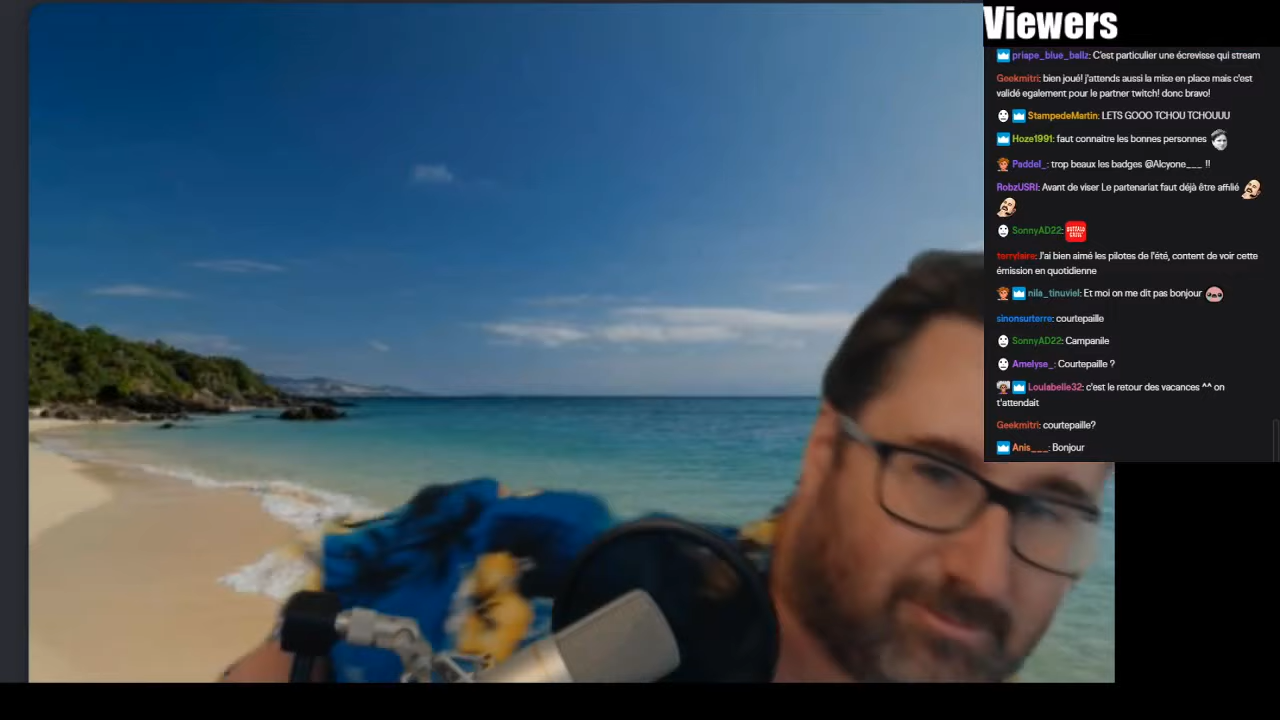 Viewers
priape_blue_ballz: C'est particulier une écrevisse qui stream
Geekmitri: bien joué! j'attends aussi la mise en place mais c'est
validé egalement pour le partner twitch! donc bravo!
StampedeMartin: LETS GOOO TCHOU TCHOUUU
Hoze1991: faut connaitre les bonnes personnes
Paddel_: trop beaux les badges @Alcyone___ !!
RobzUSRI: Avant de viser Le partenariat faut déjà être affilié
SonnyAD22:
terrylaire: J'ai bien aimé les pilotes de l'été, content de voir cette
émission en quotidienne
nila_tinuviel: Et moi on me dit pas bonjour
sinonsurterre: courtepaille
SonnyAD22: Campanile
Amelyse_: Courtepaille ?
Loulabelle32: c'est le retour des vacances ^^ on
t'attendait
Geekmitri: courtepaille?
Anis___: Bonjour